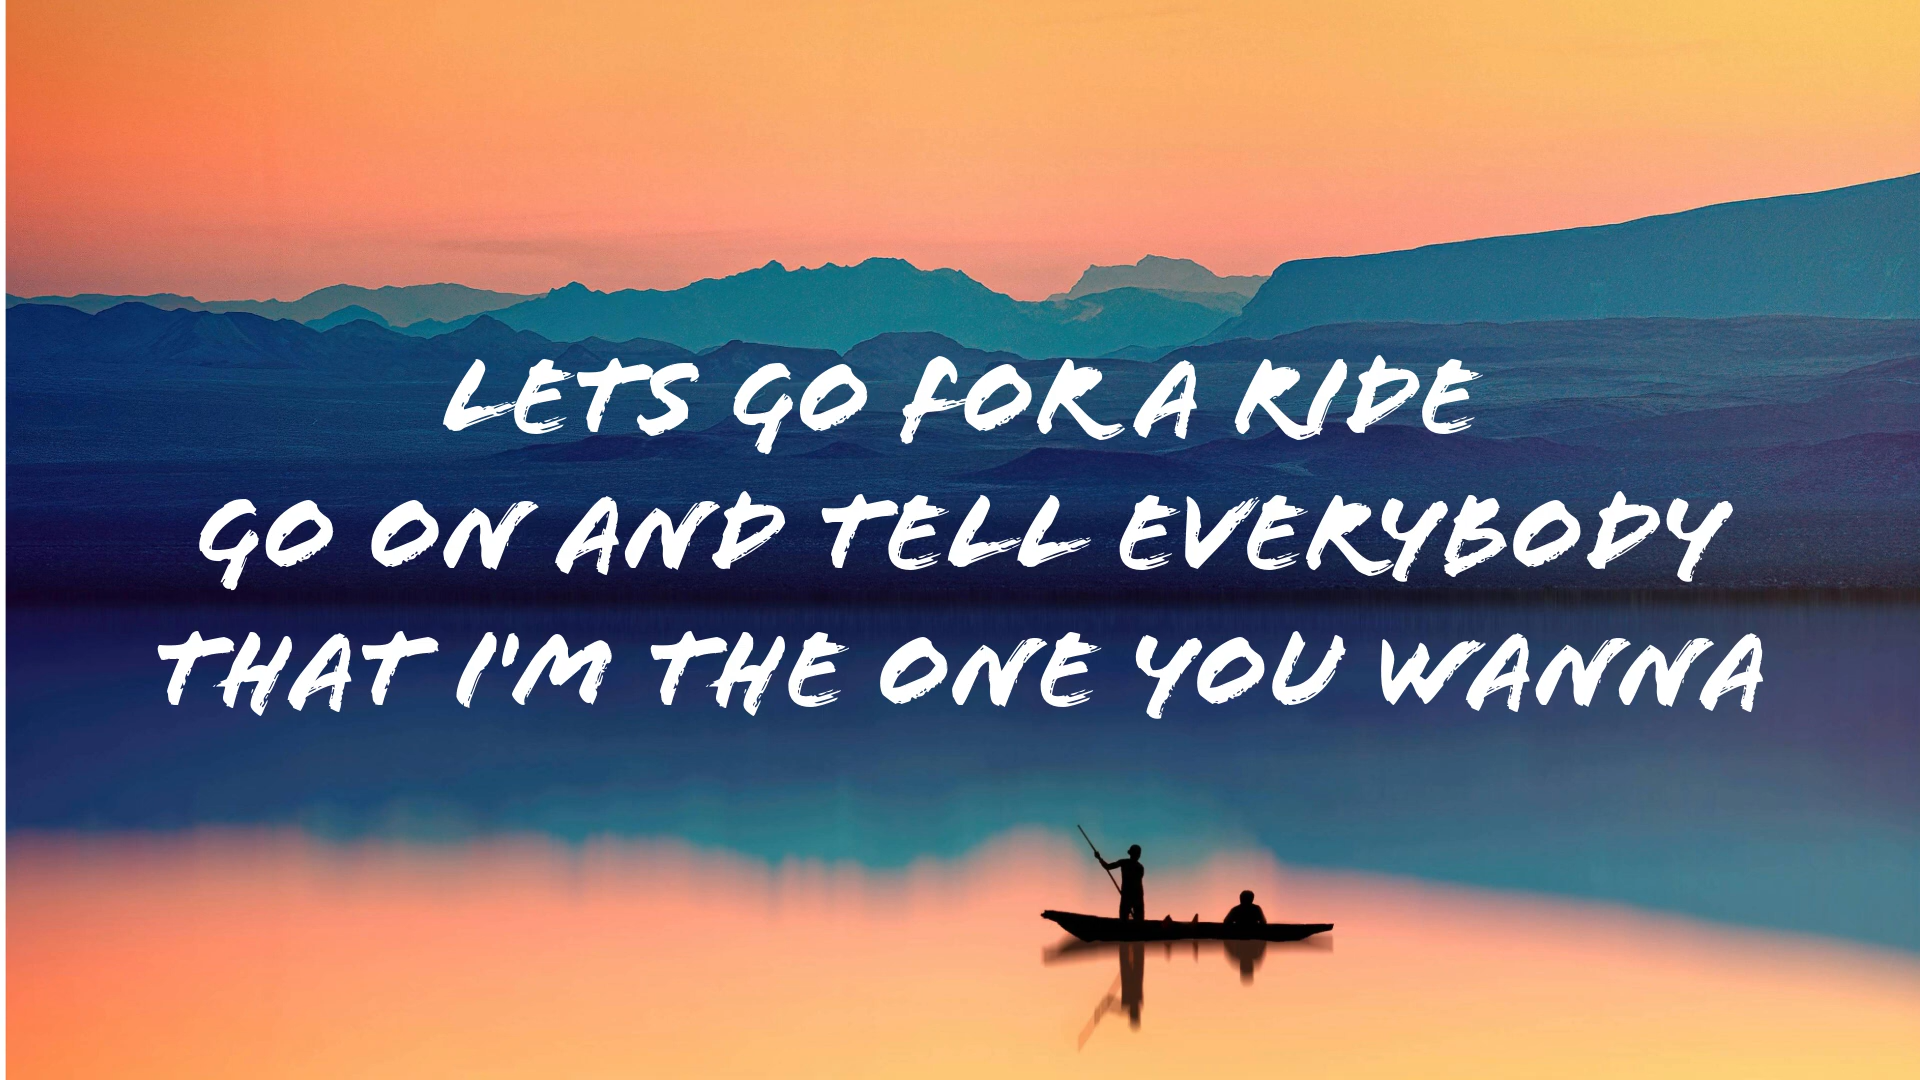 LETS GO FOR A RIDE
GO ON AND TELL EVERYBODY
THAT I'M THE ONE YOU WANNA